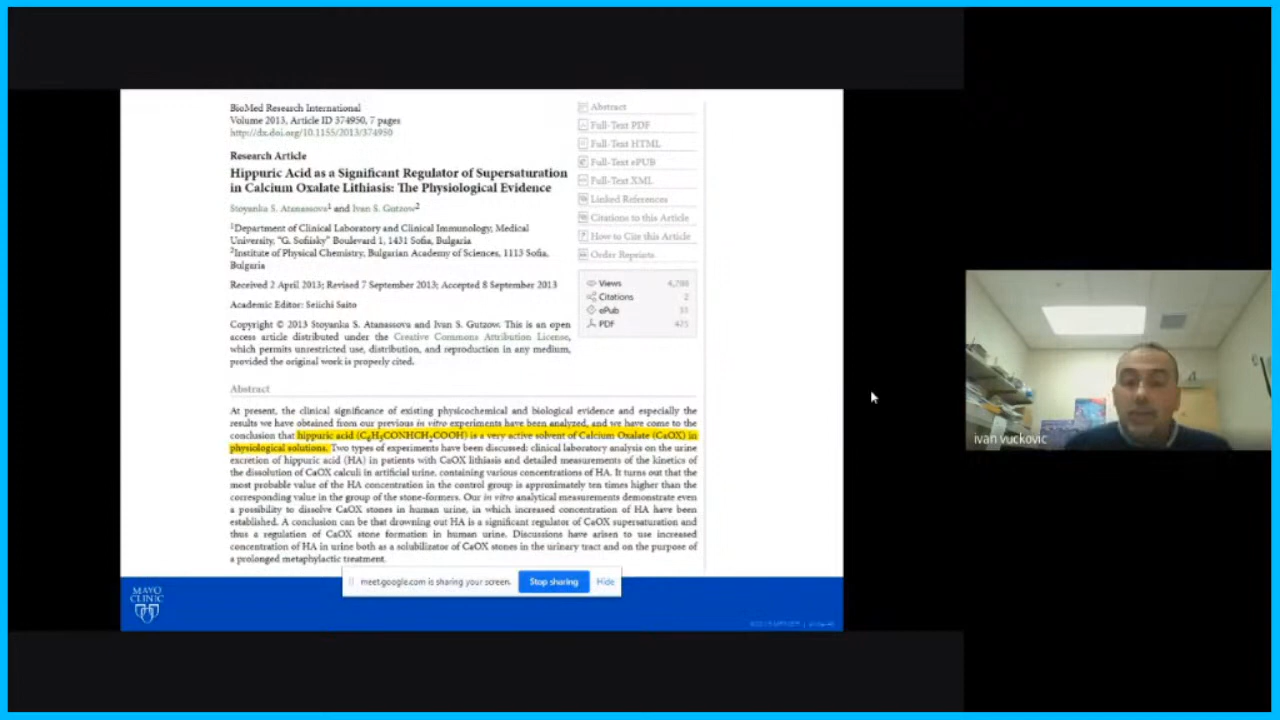 BioMed Research International
Volume 2013, Article ID 374950, 7 pages
http://dx.doi.org/10.1155/2013/374950
Research Article
Hippuric Acid as a Significant Regulator of Supersaturation
in Calcium Oxalate Lithiasis: The Physiological Evidence
Stoyanka S. Atanassova1 and Ivan S. Gutzow2
1Department of Clinical Laboratory and Clinical Immunology, Medical
University, "G. Sofiisky" Boulevard 1, 1431 Sofia, Bulgaria
2Institute of Physical Chemistry, Bulgarian Academy of Sciences, 1113 Sofia,
Bulgaria
Received 2 April 2013; Revised 7 September 2013; Accepted 8 September 2013
Academic Editor: Seiichi Saito
Copyright © 2013 Stoyanka S. Atanassova and Ivan S. Gutzow. This is an open
access article distributed under the Creative Commons Attribution License,
which permits unrestricted use, distribution, and reproduction in any medium,
provided the original work is properly cited.
Abstract
Full-Text PDF
Full-Text HTML
Full-Text ePUB
Full-Text XML
Linked References
Citations to this Article
How to Cite this Article
Order Reprints
Views 4,788
Citations 2
ePub 33
PDF 475
Abstract
At present, the clinical significance of existing physicochemical and biological evidence and especially the
results we have obtained from our previous in vitro experiments have been analyzed, and we have come to the
conclusion that hippuric acid (C6H5CONHCH2COOH) is a very active solvent of Calcium Oxalate (CaOX) in
physiological solutions. Two types of experiments have been discussed: clinical laboratory analysis on the urine
excretion of hippuric acid (HA) in patients with CaOX lithiasis and detailed measurements of the kinetics of
the dissolution of CaOX calculi in artificial urine, containing various concentrations of HA. It turns out that the
most probable value of the HA concentration in the control group is approximately ten times higher than the
corresponding value in the group of the stone-formers. Our in vitro analytical measurements demonstrate even
a possibility to dissolve CaOX stones in human urine, in which increased concentration of HA have been
established. A conclusion can be that drowning out HA is a significant regulator of CaOX supersaturation and
thus a regulation of CaOX stone formation in human urine. Discussions have arisen to use increased
concentration of HA in urine both as a solubilizator of CaOX stones in the urinary tract and on the purpose of
a prolonged metaphylactic treatment.
meet.google.com is sharing your screen.
Stop sharing
Hide
MAYO
CLINIC
ivan vuckovic